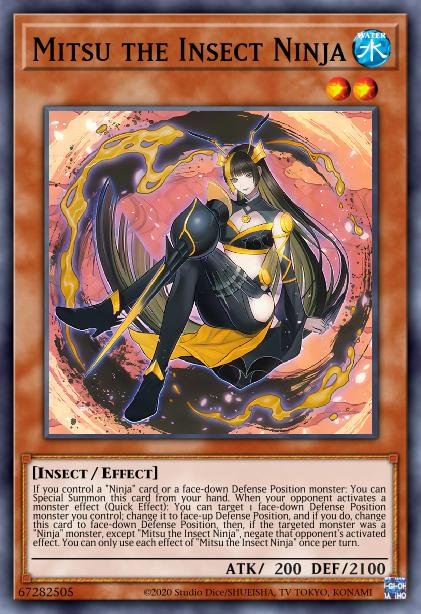 MITSU THE INSECT NINJA
WATER
水
[INSECT / EFFECT]
If you control a "Ninja" card or a face-down Defense Position monster: You can
Special Summon this card from your hand. When your opponent activates a
monster effect (Quick Effect): You can target 1 face-down Defense Position
monster you control; change it to face-up Defense Position, and if you do, change
this card to face-down Defense Position, then, if the targeted monster was a
"Ninja" monster, except "Mitsu the Insect Ninja", negate that opponent's activated
effect. You can only use each effect of "Mitsu the Insect Ninja" once per turn.
ATK/ 200 DEF/2100
67282505
©2020 Studio Dice/SHUEISHA, TV TOKYO, KONAMI